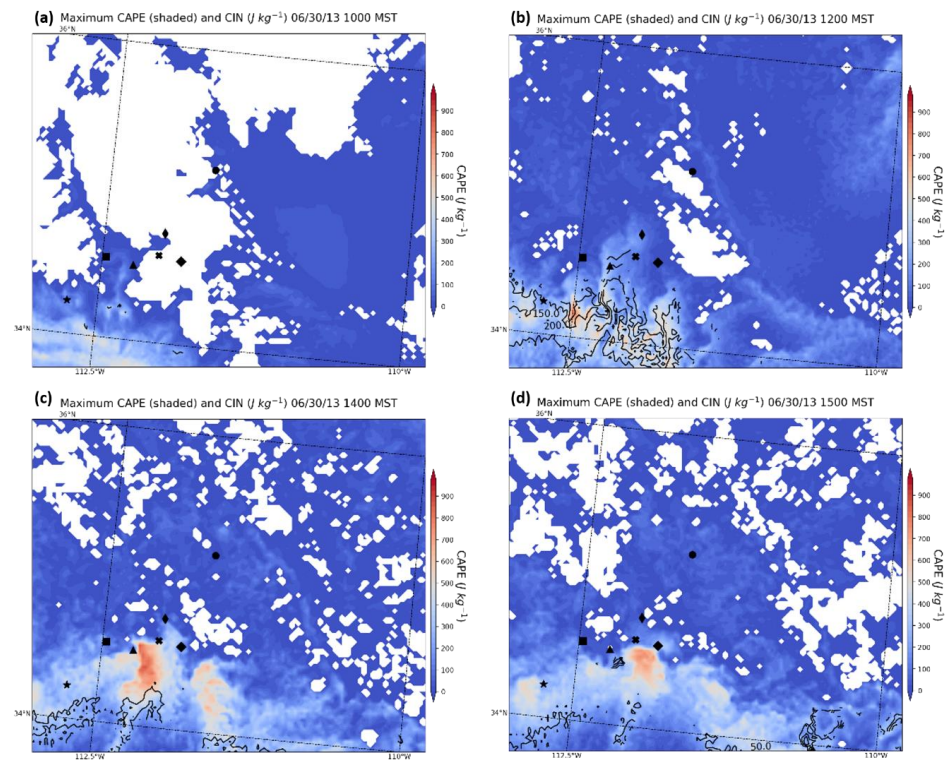 (a) Maximum CAPE (shaded) and CIN (J kg⁻¹) 06/30/13 1000 MST
36°N
900
800
700
600
500
400
300
200
100
0
CAPE (J kg⁻¹)
34°N
112.5°W
110°W
(b) Maximum CAPE (shaded) and CIN (J kg⁻¹) 06/30/13 1200 MST
36°N
150.0
200
900
800
700
600
500
400
300
200
100
0
CAPE (J kg⁻¹)
34°N
112.5°W
110°W
(c) Maximum CAPE (shaded) and CIN (J kg⁻¹) 06/30/13 1400 MST
36°N
900
800
700
600
500
400
300
200
100
0
CAPE (J kg⁻¹)
34°N
112.5°W
110°W
(d) Maximum CAPE (shaded) and CIN (J kg⁻¹) 06/30/13 1500 MST
36°N
900
800
700
600
500
400
300
200
100
0
CAPE (J kg⁻¹)
34°N
50.0
112.5°W
110°W